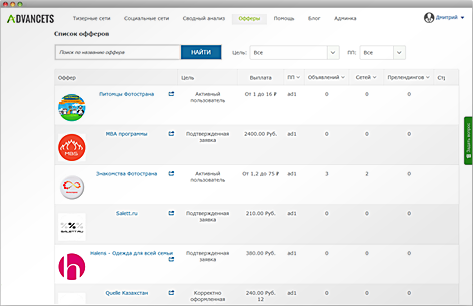 ADVANCETS
Тизерные сети Социальные сети Сводный анализ Офферы Помощь Блог Админка Дмитрий
Список офферов
Поиск по названию оффера НАЙТИ Цель: Все ПП: Все
Оффер Цель Выплата ПП Объявлений Сетей Прелендингов Ст
Питомцы Фотострана Активный пользователь От 1 до 16 ₽ ad1 0 0 0
MBA программы Подтвержденная заявка 2400.00 Руб. ad1 0 0 0
MBS
Знакомства Фотострана Активный пользователь От 1,2 до 75 ₽ ad1 3 2 0
Salett.ru Подтвержденная заявка 210.00 Руб. ad1 0 0 0
SALETT.RU
Halens - Одежда для всей семьи Подтвержденная заявка 380.00 Руб. ad1 0 0 0
h
Quelle Казахстан Корректно оформленная 240.00 Руб. 12 ad1 0 0 0
Задать вопрос